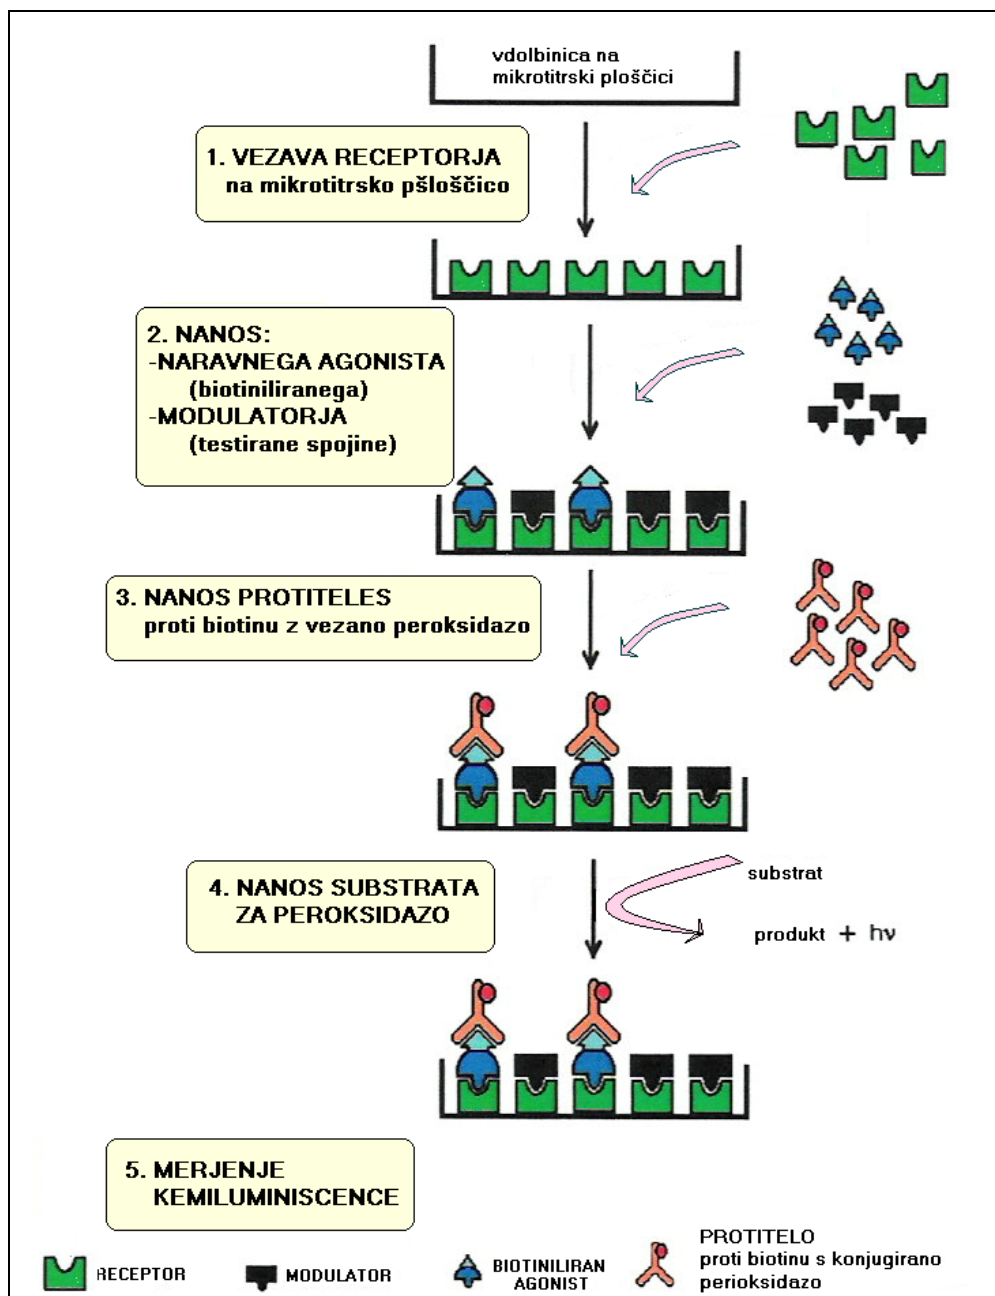 vdolbinica na
mikrotitrski ploščici
1. VEZAVA RECEPTORJA
na mikrotitrsko pšloščico
2. NANOS:
-NARAVNEGA AGONISTA
(biotiniliranega)
-MODULATORJA
(testirane spojine)
3. NANOS PROTITELES
proti biotinu z vezano peroksidazo
4. NANOS SUBSTRATA
ZA PEROKSIDAZO
substrat
produkt + hν
5. MERJENJE
KEMILUMINISCENCE
RECEPTOR
MODULATOR
BIOTINILIRAN
AGONIST
PROTITELO
proti biotinu s konjugirano
perioksidazo